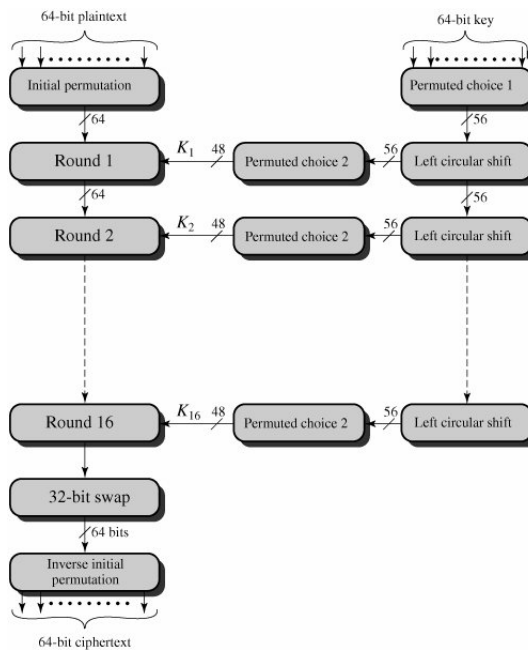 64-bit plaintext
64-bit key
Initial permutation
Permuted choice 1
64
56
Round 1
K1
48
Permuted choice 2
56
Left circular shift
64
56
Round 2
K2
48
Permuted choice 2
56
Left circular shift
Round 16
K16
48
Permuted choice 2
56
Left circular shift
32-bit swap
64 bits
Inverse initial
permutation
64-bit ciphertext